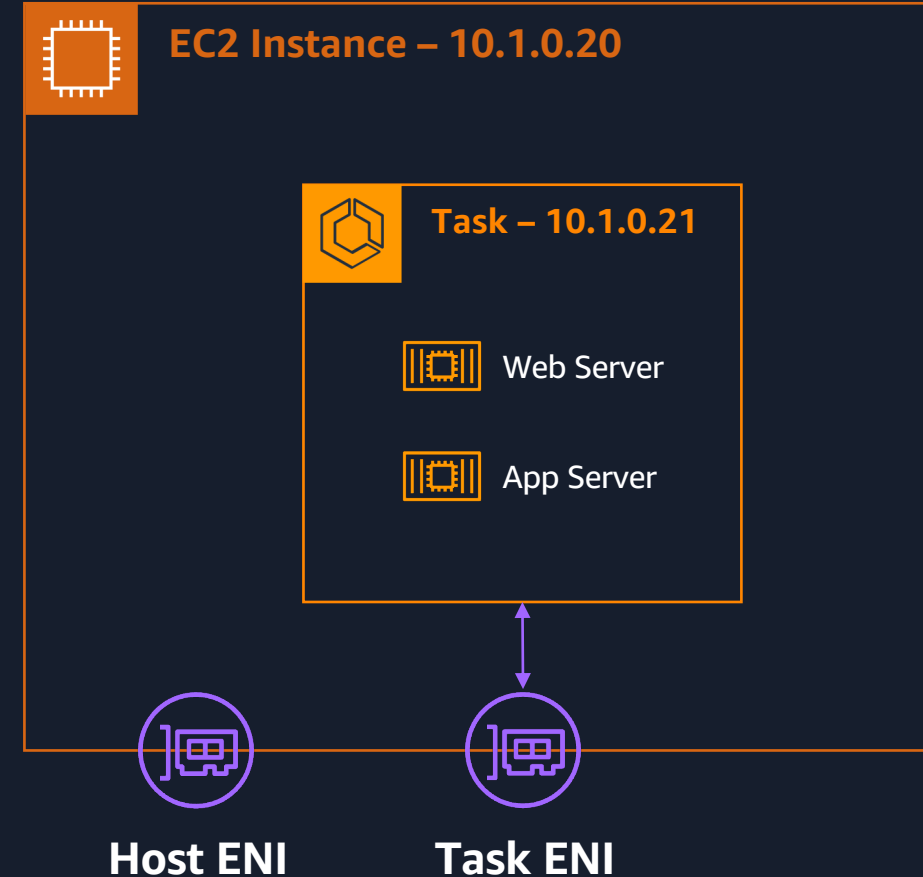 EC2 Instance – 10.1.0.20
Task – 10.1.0.21
Web Server
App Server
Host ENI
Task ENI